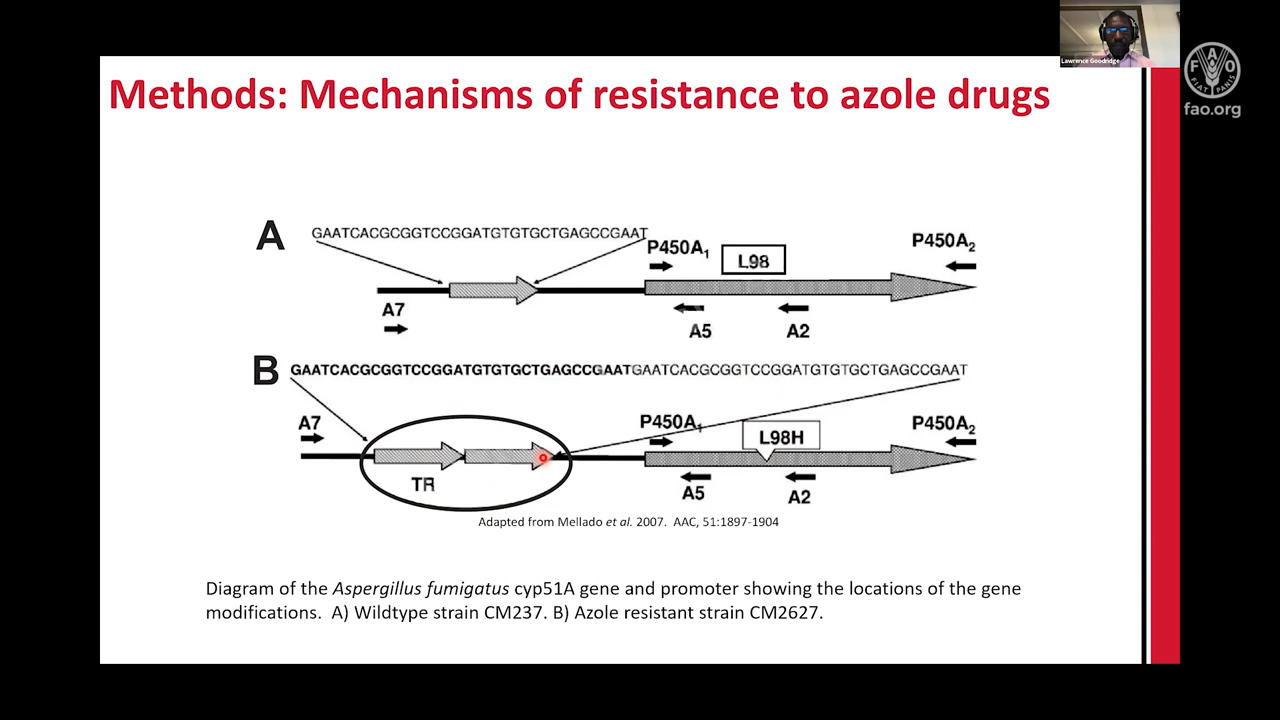 Lawrence Goodridge
FAO
FIAT PANIS
fao.org
Methods: Mechanisms of resistance to azole drugs
A
GAATCACGCGGTCCGGATGTGTGCTGAGCCGAAT
P450A1
L98
P450A2
A7
A5
A2
B
GAATCACGCGGTCCGGATGTGTGCTGAGCCGAATGAATCACGCGGTCCGGATGTGTGCTGAGCCGAAT
A7
P450A1
L98H
P450A2
TR
A5
A2
Adapted from Mellado et al. 2007. AAC, 51:1897-1904
Diagram of the Aspergillus fumigatus cyp51A gene and promoter showing the locations of the gene
modifications. A) Wildtype strain CM237. B) Azole resistant strain CM2627.